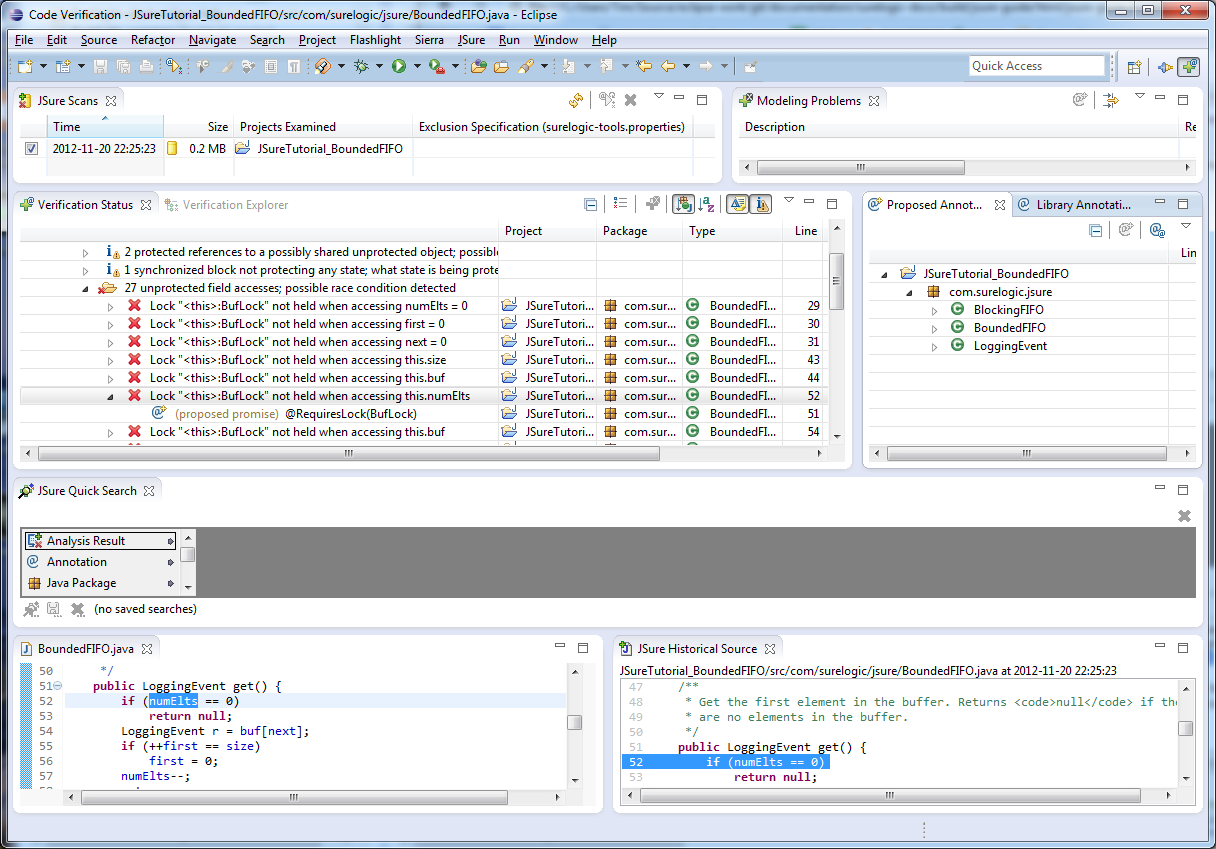 Code Verification - JSureTutorial_BoundedFIFO/src/com/surelogic/jsure/BoundedFIFO.java - Eclipse
File Edit Source Refactor Navigate Search Project Flashlight Sierra JSure Run Window Help
Quick Access
JSure Scans
Time Size Projects Examined Exclusion Specification (surelogic-tools.properties)
2012-11-20 22:25:23 0.2 MB JSureTutorial_BoundedFIFO
Modeling Problems
Description Re
Verification Status Verification Explorer
Project Package Type Line
2 protected references to a possibly shared unprotected object; possibl
1 synchronized block not protecting any state; what state is being prote
27 unprotected field accesses; possible race condition detected
Lock "<this>:BufLock" not held when accessing numElts = 0 JSureTutori... com.sur... BoundedFI... 29
Lock "<this>:BufLock" not held when accessing first = 0 JSureTutori... com.sur... BoundedFI... 30
Lock "<this>:BufLock" not held when accessing next = 0 JSureTutori... com.sur... BoundedFI... 31
Lock "<this>:BufLock" not held when accessing this.size JSureTutori... com.sur... BoundedFI... 43
Lock "<this>:BufLock" not held when accessing this.buf JSureTutori... com.sur... BoundedFI... 44
Lock "<this>:BufLock" not held when accessing this.numElts JSureTutori... com.sur... BoundedFI... 52
(proposed promise) @RequiresLock(BufLock) JSureTutori... com.sur... BoundedFI... 51
Lock "<this>:BufLock" not held when accessing this.buf JSureTutori... com.sur... BoundedFI... 54
Proposed Annot... Library Annotati...
Lin
JSureTutorial_BoundedFIFO
com.surelogic.jsure
BlockingFIFO
BoundedFIFO
LoggingEvent
JSure Quick Search
Analysis Result
Annotation
Java Package
(no saved searches)
BoundedFIFO.java
50 */
51 public LoggingEvent get() {
52 if (numElts == 0)
53 return null;
54 LoggingEvent r = buf[next];
55 if (++first == size)
56 first = 0;
57 numElts--;
JSure Historical Source
JSureTutorial_BoundedFIFO/src/com/surelogic/jsure/BoundedFIFO.java at 2012-11-20 22:25:23
47 /**
48 * Get the first element in the buffer. Returns <code>null</code> if the
49 * are no elements in the buffer.
50 */
51 public LoggingEvent get() {
52 if (numElts == 0)
53 return null;